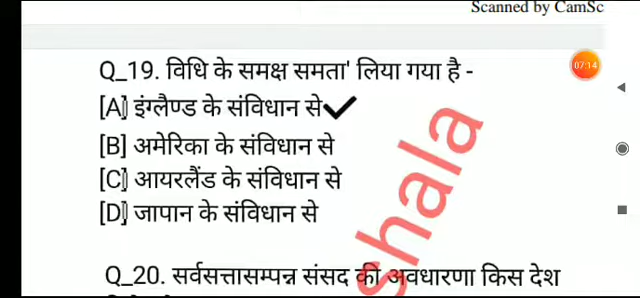 Scanned by CamSc
07:14
Q_19. विधि के समक्ष समता' लिया गया है -
[A] इंग्लैण्ड के संविधान से
[B] अमेरिका के संविधान से
[C] आयरलैंड के संविधान से
[D] जापान के संविधान से
shala
Q_20. सर्वसत्तासम्पन्न संसद की अवधारणा किस देश